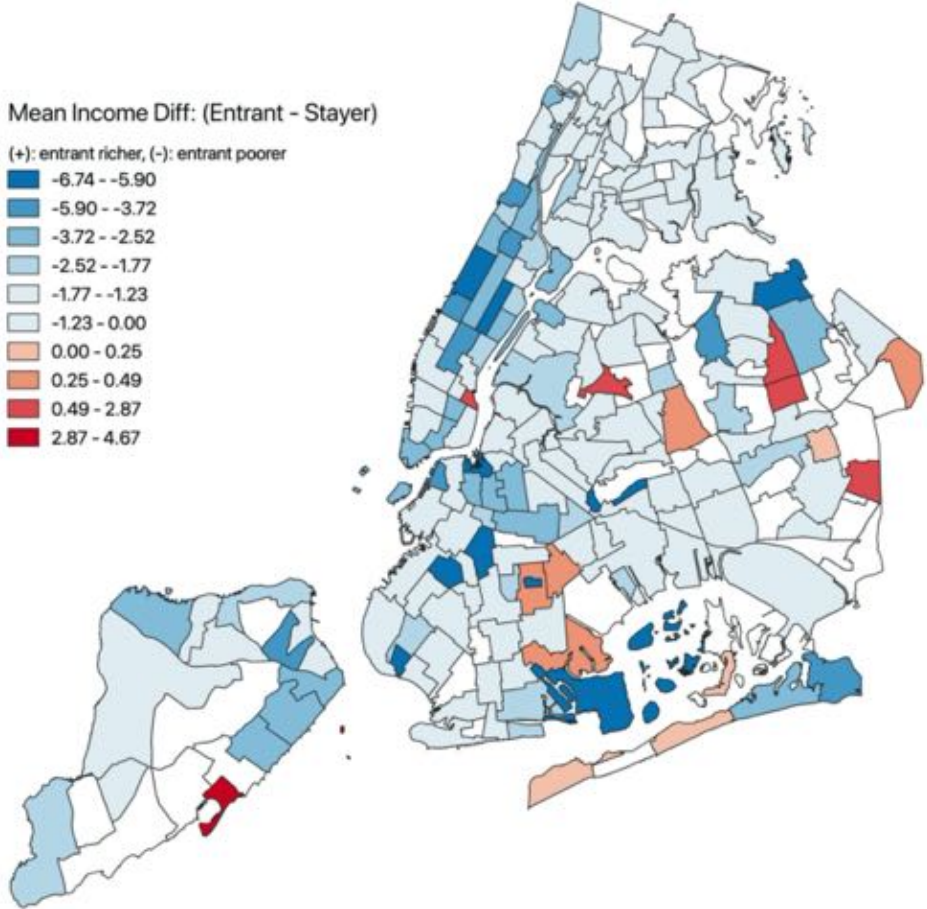 Mean Income Diff: (Entrant - Stayer)
(+): entrant richer, (-): entrant poorer
-6.74 - -5.90
-5.90 - -3.72
-3.72 - -2.52
-2.52 - -1.77
-1.77 - -1.23
-1.23 - 0.00
0.00 - 0.25
0.25 - 0.49
0.49 - 2.87
2.87 - 4.67